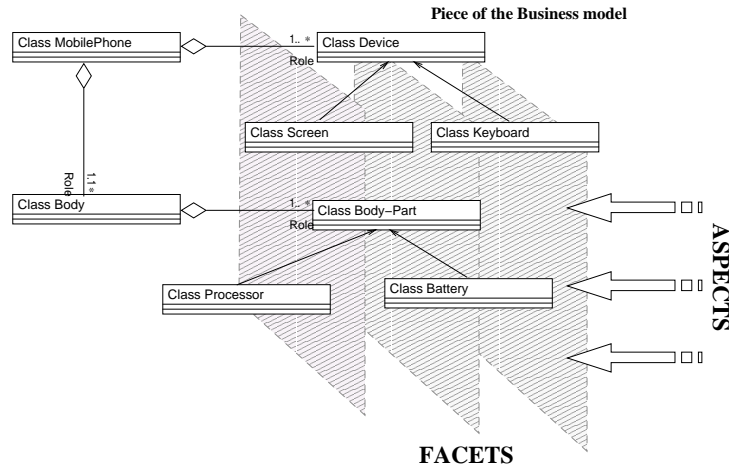 Piece of the Business model
Class MobilePhone
1.. *
Class Device
Role
Class Screen
Class Keyboard
1.1 *
Role
Class Body
1.. *
Class Body-Part
Role
ASPECTS
Class Processor
Class Battery
FACETS